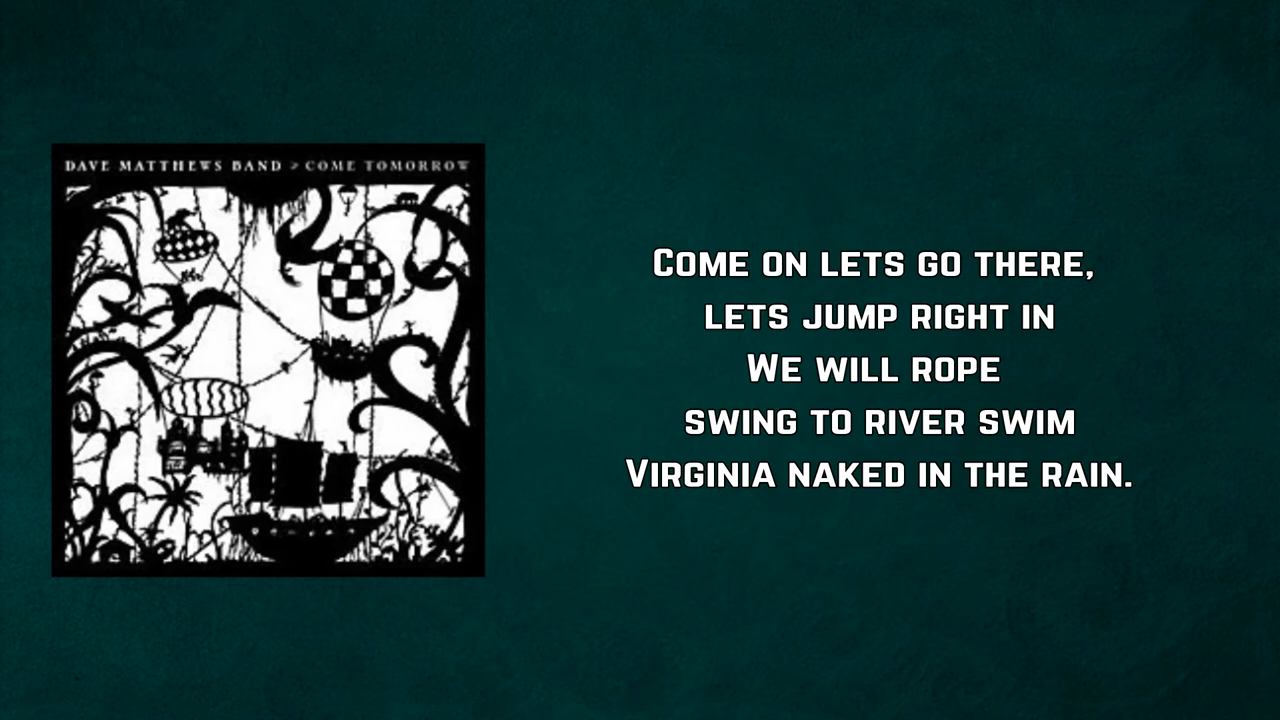 DAVE MATTHEWS BAND > COME TOMORROW
COME ON LETS GO THERE,
LETS JUMP RIGHT IN
WE WILL ROPE
SWING TO RIVER SWIM
VIRGINIA NAKED IN THE RAIN.